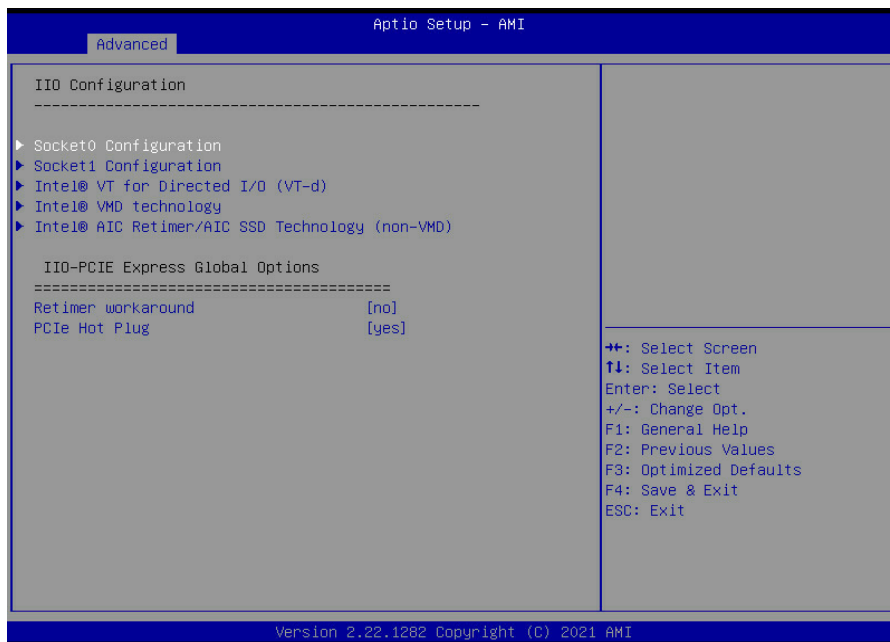 Aptio Setup - AMI
Advanced
IIO Configuration
--------------------------------------------------
Socket0 Configuration
Socket1 Configuration
Intel® VT for Directed I/O (VT-d)
Intel® VMD technology
Intel® AIC Retimer/AIC SSD Technology (non-VMD)
IIO-PCIE Express Global Options
========================================
Retimer workaround [no]
PCIe Hot Plug [yes]
→←: Select Screen
↑↓: Select Item
Enter: Select
+/-: Change Opt.
F1: General Help
F2: Previous Values
F3: Optimized Defaults
F4: Save & Exit
ESC: Exit
Version 2.22.1282 Copyright (C) 2021 AMI